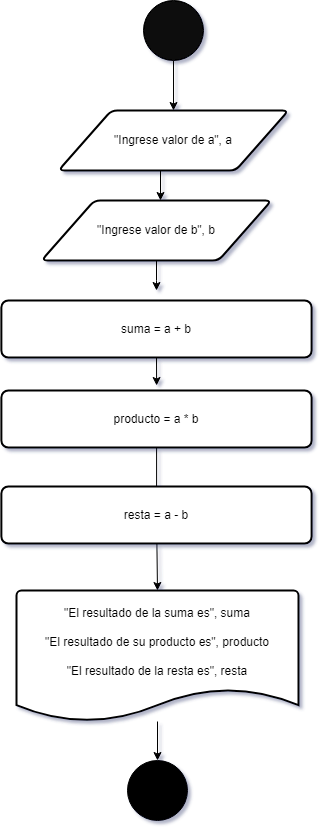 "Ingrese valor de a", a
"Ingrese valor de b", b
suma = a + b
producto = a * b
resta = a - b
"El resultado de la suma es", suma
"El resultado de su producto es", producto
"El resultado de la resta es", resta